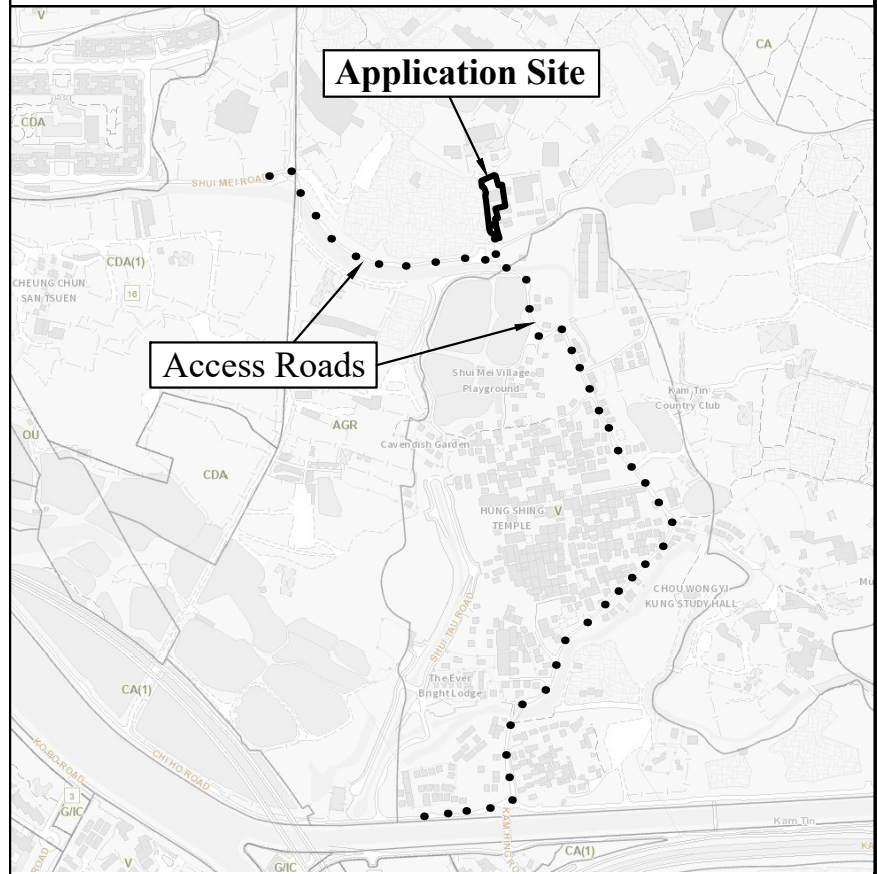 V
Application Site
CA
CDA
SHUI MEI ROAD
CDA(1)
CHEUNG CHUN
SAN TSUEN
16
Access Roads
Shui Mei Village
Playground
Kam Tin
Country Club
OU
AGR
Cavendish Garden
CDA
HUNG SHING
TEMPLE
V
CHOU WONG YI
KUNG STUDY HALL
SHUI TAU ROAD
The Ever
Bright Lodge
CA(1)
KO PO ROAD
CHI HO ROAD
3
G/IC
Kam Tin
KAM HING ROAD
CA(1)
V
G/IC
ROAD
KA